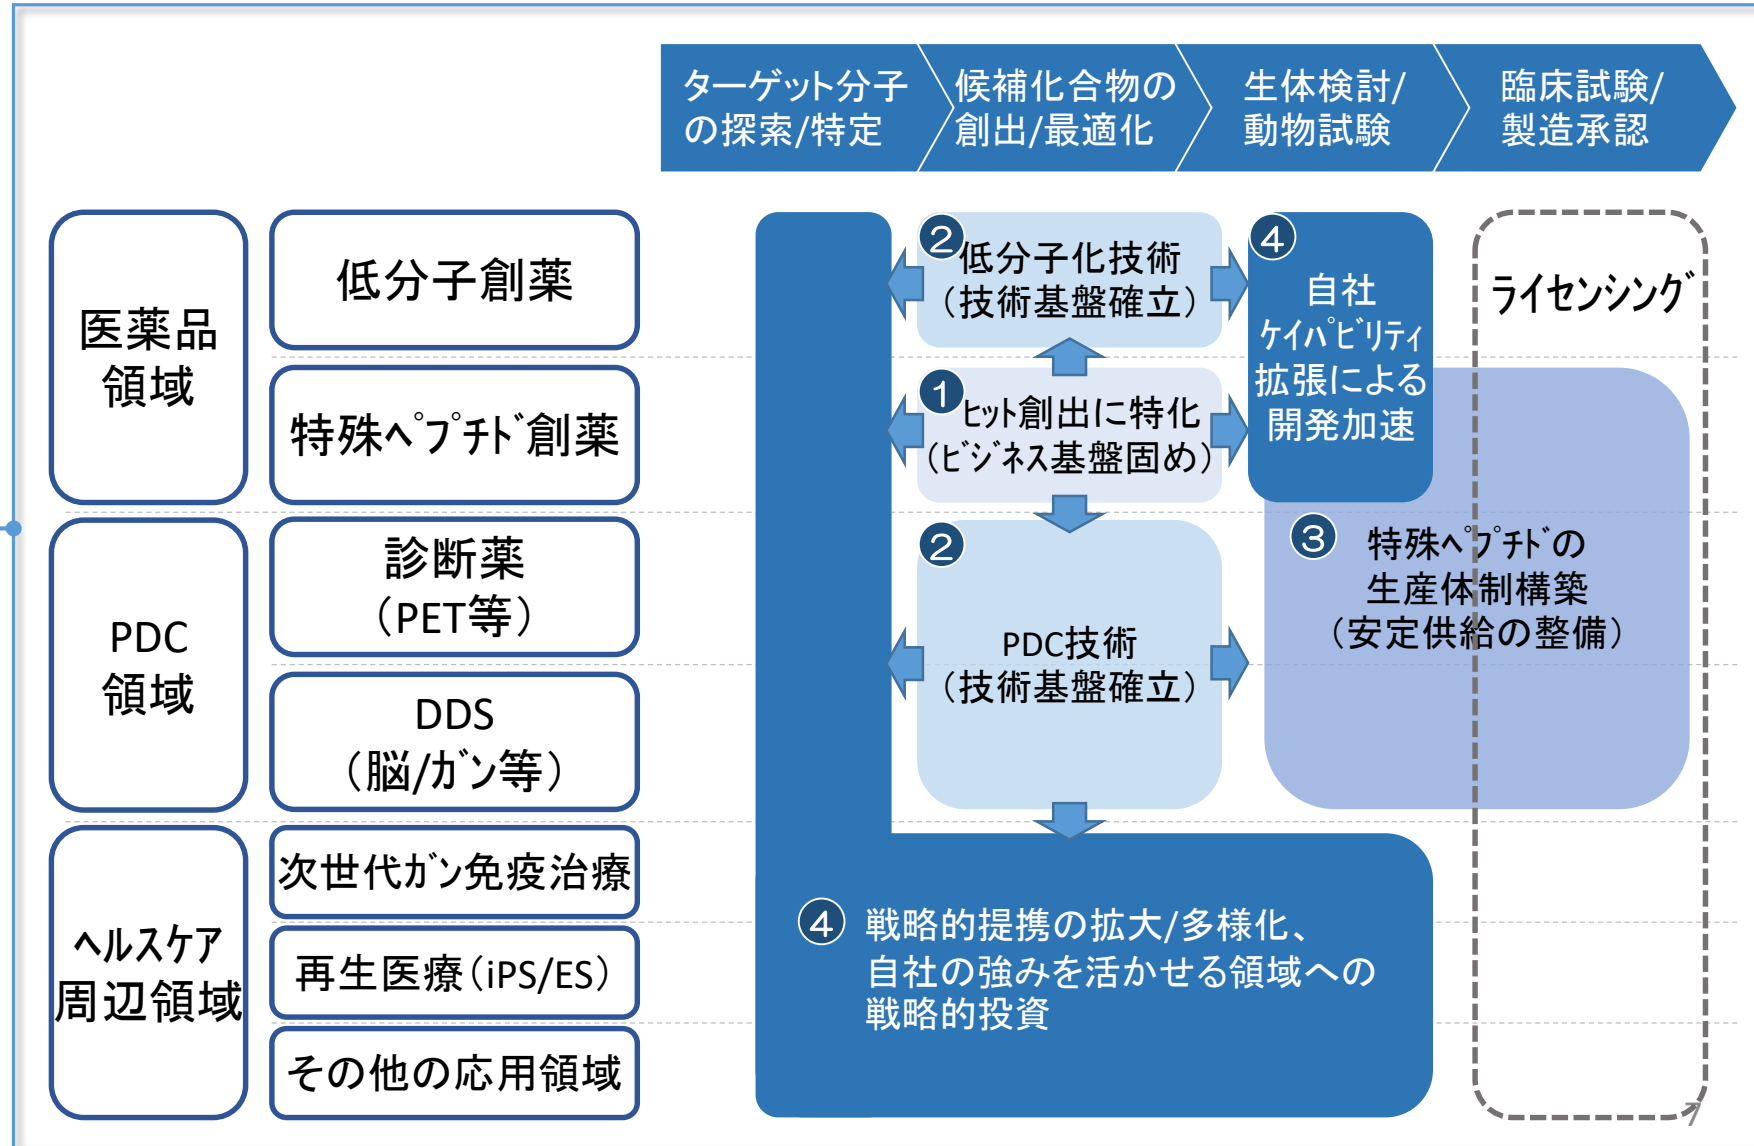 ターゲット分子
の探索/特定
候補化合物の
創出/最適化
生体検討/
動物試験
臨床試験/
製造承認
医薬品
領域
低分子創薬
特殊ﾍﾟﾌﾟﾁﾄﾞ創薬
②
低分子化技術
（技術基盤確立）
①
ﾋｯﾄ創出に特化
（ﾋﾞｼﾞﾈｽ基盤固め）
④
自社
ｹｲﾊﾟﾋﾞﾘﾃｨ
拡張による
開発加速
ﾗｲｾﾝｼﾝｸﾞ
PDC
領域
診断薬
（PET等）
DDS
（脳/ｶﾞﾝ等）
②
PDC技術
（技術基盤確立）
③
特殊ﾍﾟﾌﾟﾁﾄﾞの
生産体制構築
（安定供給の整備）
ﾍﾙｽｹｱ
周辺領域
次世代ｶﾞﾝ免疫治療
再生医療（iPS/ES）
その他の応用領域
④
戦略的提携の拡大/多様化、
自社の強みを活かせる領域への
戦略的投資
7